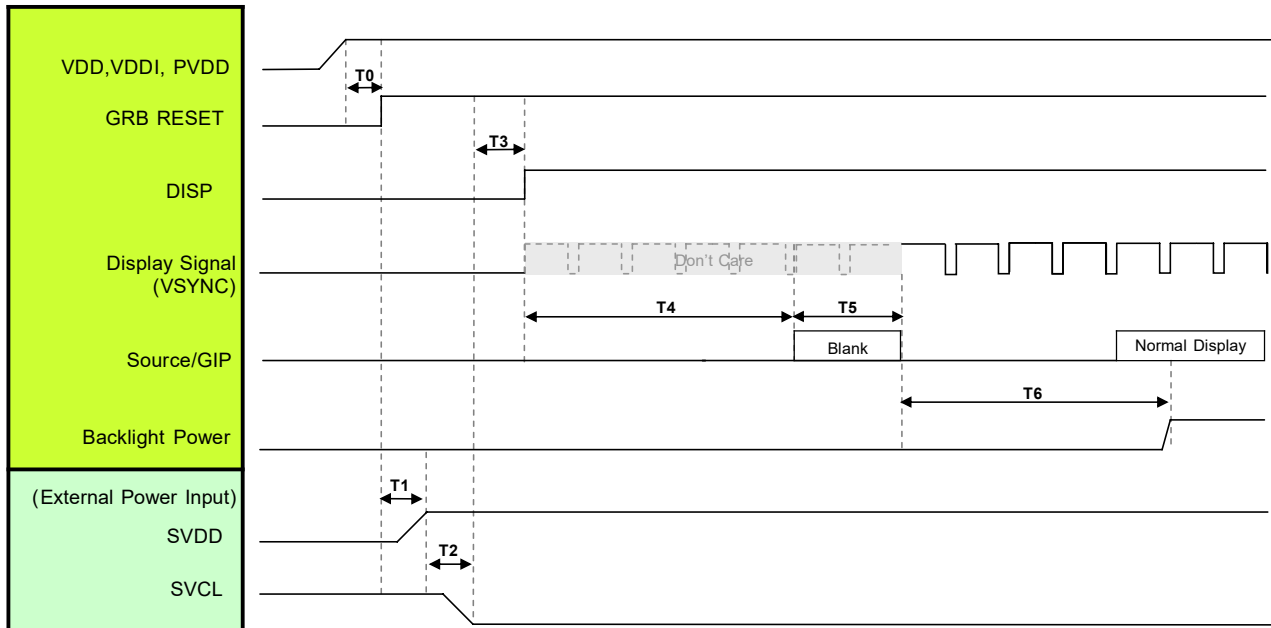 VDD,VDDI, PVDD
T0
GRB RESET
T3
DISP
Display Signal
(VSYNC)
Don't Care
T4
T5
Source/GIP
Blank
Normal Display
T6
Backlight Power
(External Power Input)
T1
SVDD
T2
SVCL